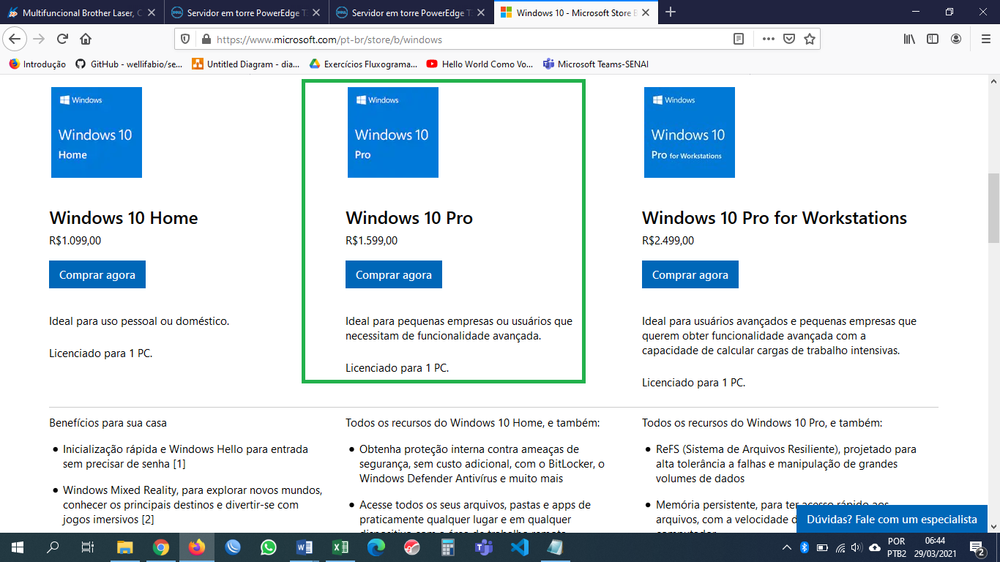 Multifuncional Brother Laser, C
Servidor em torre PowerEdge T
Servidor em torre PowerEdge T
Windows 10 - Microsoft Store B
https://www.microsoft.com/pt-br/store/b/windows
Introdução
GitHub - wellifabio/se...
Untitled Diagram - dia...
Exercícios Fluxograma...
Hello World Como Vo...
Microsoft Teams-SENAI
Windows
Windows 10
Home
Windows
Windows 10
Pro
Windows
Windows 10
Pro for Workstations
Windows 10 Home
R$1.099,00
Comprar agora
Ideal para uso pessoal ou doméstico.
Licenciado para 1 PC.
Windows 10 Pro
R$1.599,00
Comprar agora
Ideal para pequenas empresas ou usuários que
necessitam de funcionalidade avançada.
Licenciado para 1 PC.
Windows 10 Pro for Workstations
R$2.499,00
Comprar agora
Ideal para usuários avançados e pequenas empresas que
querem obter funcionalidade avançada com a
capacidade de calcular cargas de trabalho intensivas.
Licenciado para 1 PC.
Benefícios para sua casa
• Inicialização rápida e Windows Hello para entrada
sem precisar de senha [1]
• Windows Mixed Reality, para explorar novos mundos,
conhecer os principais destinos e divertir-se com
jogos imersivos [2]
Todos os recursos do Windows 10 Home, e também:
• Obtenha proteção interna contra ameaças de
segurança, sem custo adicional, com o BitLocker, o
Windows Defender Antivírus e muito mais
• Acesse todos os seus arquivos, pastas e apps de
praticamente qualquer lugar e em qualquer
dispositivo com a área de trabalho remota
Todos os recursos do Windows 10 Pro, e também:
• ReFS (Sistema de Arquivos Resiliente), projetado para
alta tolerância a falhas e manipulação de grandes
volumes de dados
• Memória persistente, para ter acesso rápido aos
arquivos, com a velocidade
computador
Dúvidas? Fale com um especialista
POR
PTB2
06:44
29/03/2021
2